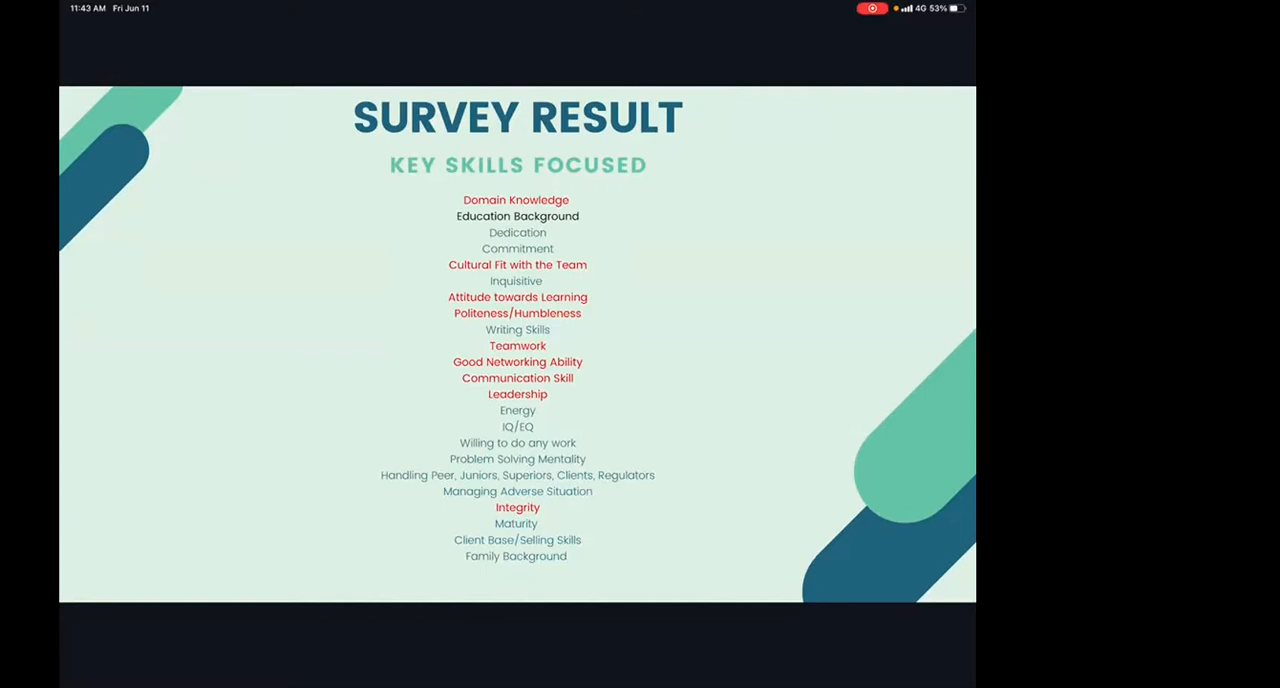 11:43 AM Fri Jun 11
4G 53%
SURVEY RESULT
KEY SKILLS FOCUSED
Domain Knowledge
Education Background
Dedication
Commitment
Cultural Fit with the Team
Inquisitive
Attitude towards Learning
Politeness/Humbleness
Writing Skills
Teamwork
Good Networking Ability
Communication Skill
Leadership
Energy
IQ/EQ
Willing to do any work
Problem Solving Mentality
Handling Peer, Juniors, Superiors, Clients, Regulators
Managing Adverse Situation
Integrity
Maturity
Client Base/Selling Skills
Family Background